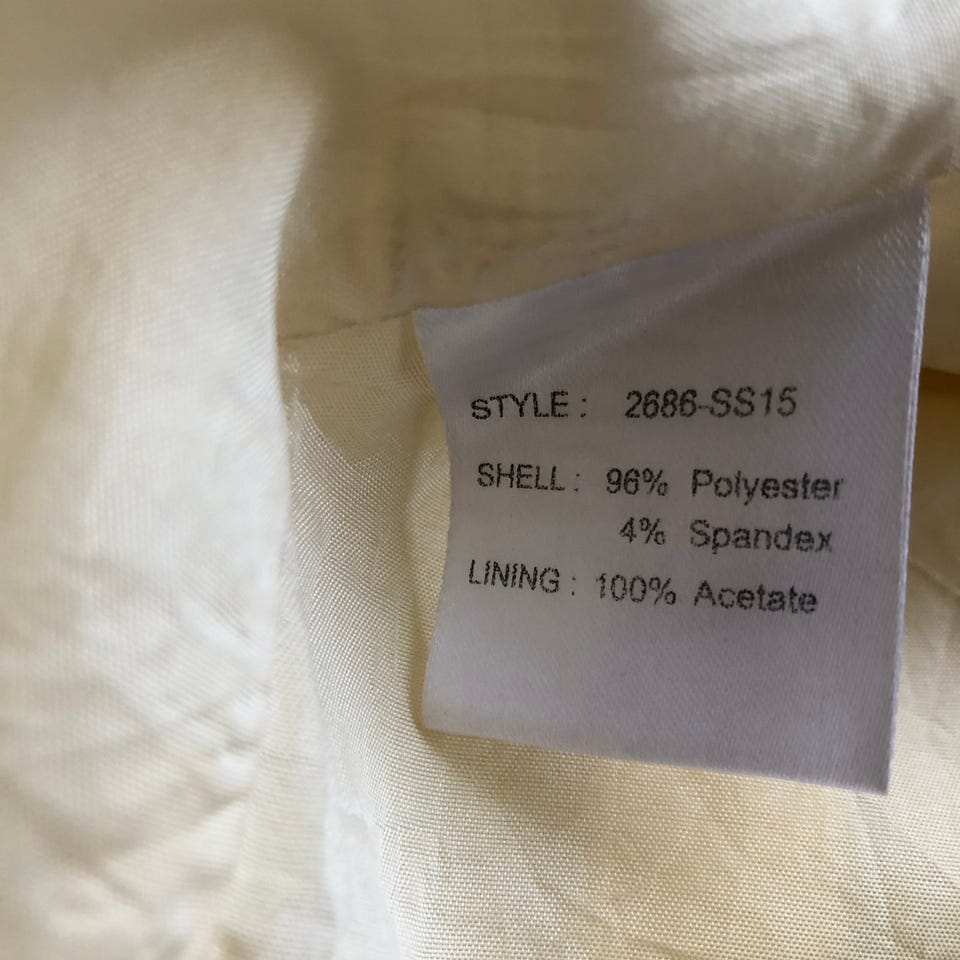 STYLE : 2686-SS15
SHELL : 96% Polyester
4% Spandex
LINING : 100% Acetate